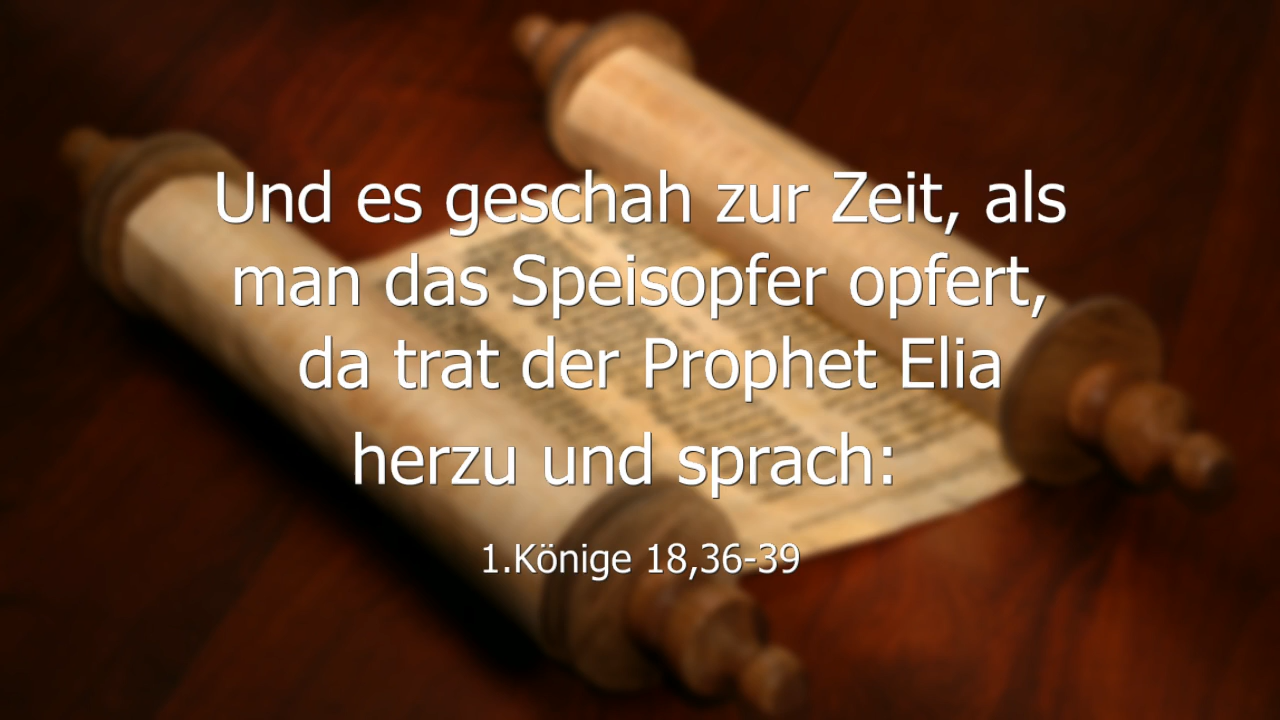 Und es geschah zur Zeit, als
man das Speisopfer opfert,
da trat der Prophet Elia
herzu und sprach:
1.Könige 18,36-39